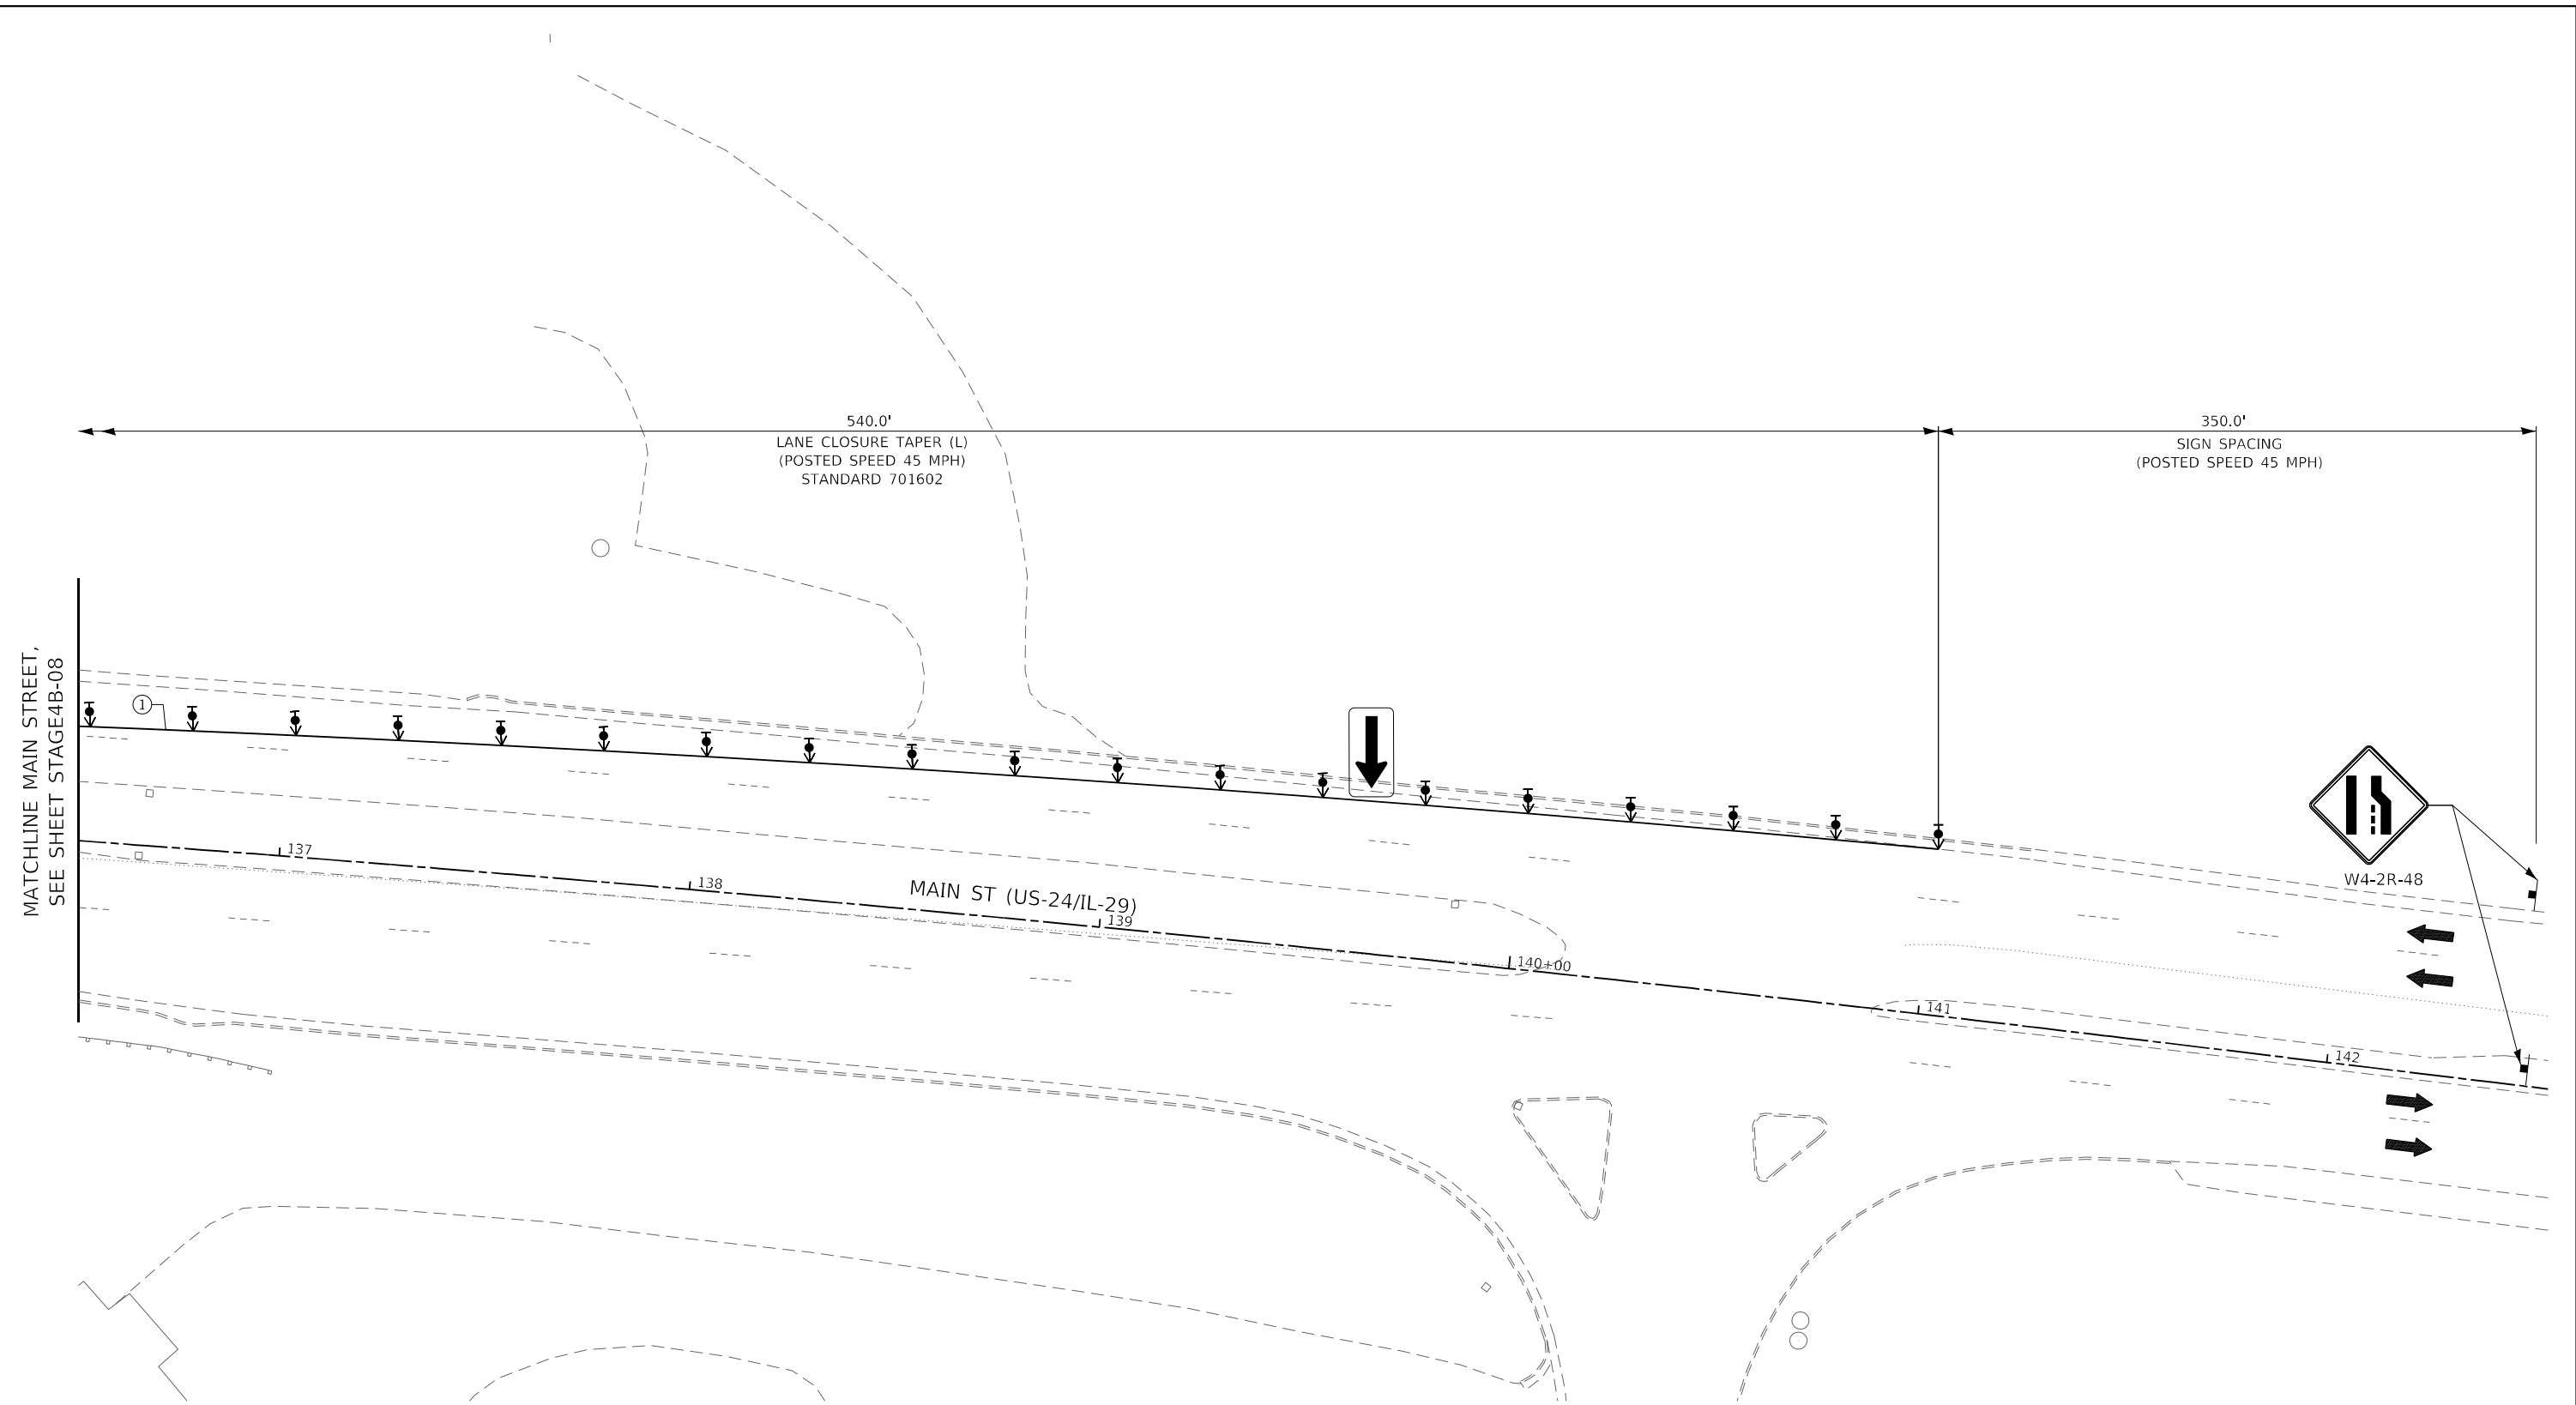 540.0'
LANE CLOSURE TAPER (L)
(POSTED SPEED 45 MPH)
STANDARD 701602
350.0'
SIGN SPACING
(POSTED SPEED 45 MPH)
MATCHLINE MAIN STREET,
SEE SHEET STAGE4B-08
1
W4-2R-48
137
138
MAIN ST (US-24/IL-29)
139
140+00
141
142